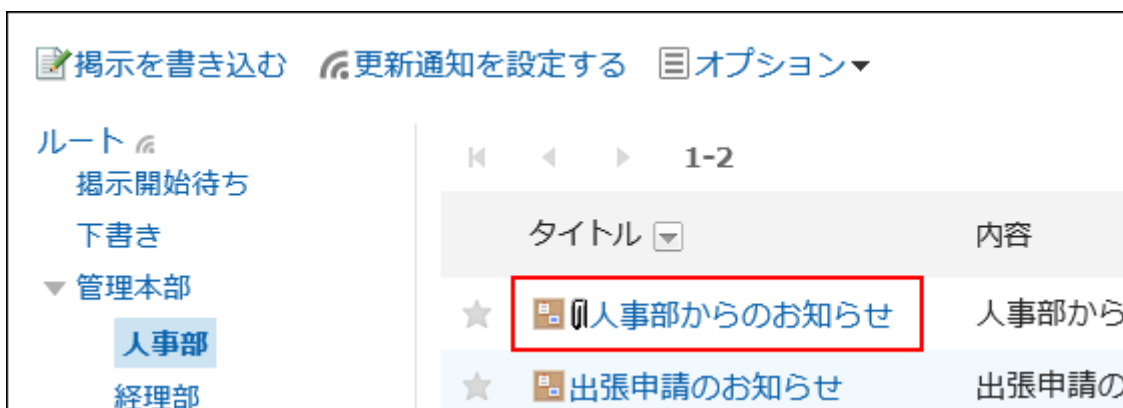 掲示を書き込む 更新通知を設定する オプション
ルート
掲示開始待ち
下書き
管理本部
人事部
経理部
1-2
タイトル 内容
人事部からのお知らせ 人事部から
出張申請のお知らせ 出張申請の